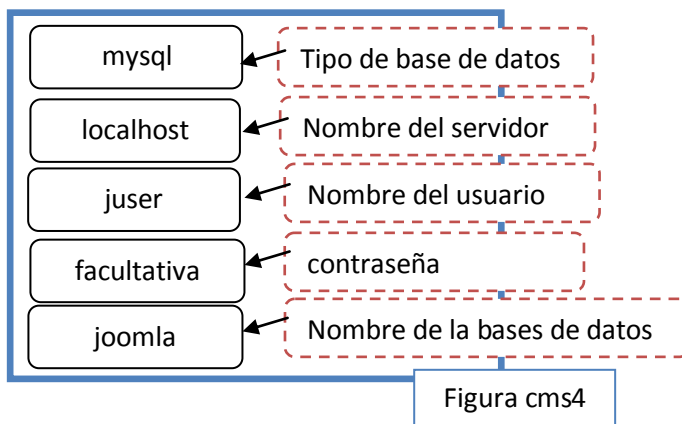 mysql Tipo de base de datos
localhost Nombre del servidor
juser Nombre del usuario
facultativa contraseña
joomla Nombre de la bases de datos
Figura cms4